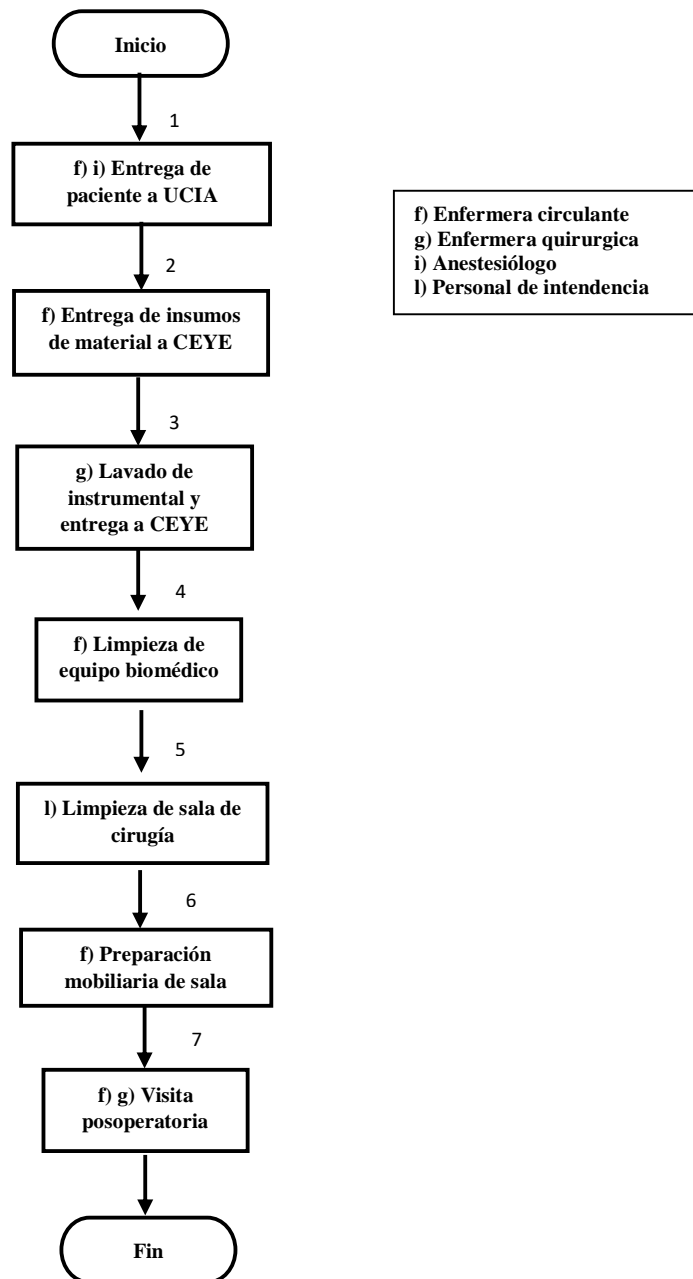 Inicio
1
f) i) Entrega de
paciente a UCIA
f) Enfermera circulante
g) Enfermera quirurgica
i) Anestesiólogo
l) Personal de intendencia
2
f) Entrega de insumos
de material a CEYE
3
g) Lavado de
instrumental y
entrega a CEYE
4
f) Limpieza de
equipo biomédico
5
l) Limpieza de sala de
cirugía
6
f) Preparación
mobiliaria de sala
7
f) g) Visita
posoperatoria
Fin